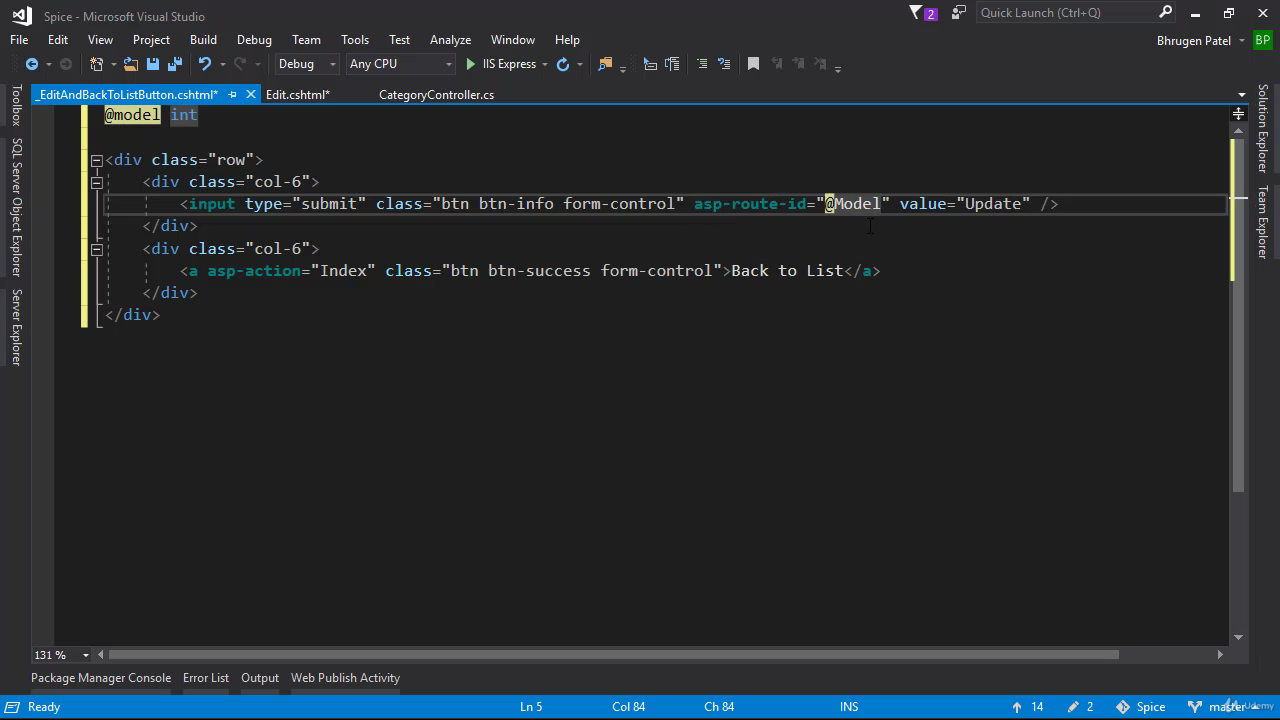 Spice - Microsoft Visual Studio
2
Quick Launch (Ctrl+Q)
File Edit View Project Build Debug Team Tools Test Analyze Window Help
Bhrugen Patel BP
Debug Any CPU IIS Express
_EditAndBackToListButton.cshtml* Edit.cshtml* CategoryController.cs
Toolbox
SQL Server Object Explorer
Server Explorer
Solution Explorer
Team Explorer
@model int
<div class="row">
<div class="col-6">
<input type="submit" class="btn btn-info form-control" asp-route-id="@Model" value="Update" />
</div>
<div class="col-6">
<a asp-action="Index" class="btn btn-success form-control">Back to List</a>
</div>
</div>
131 %
Package Manager Console Error List Output Web Publish Activity
Ready Ln 5 Col 84 Ch 84 INS 14 2 Spice master
Udemy